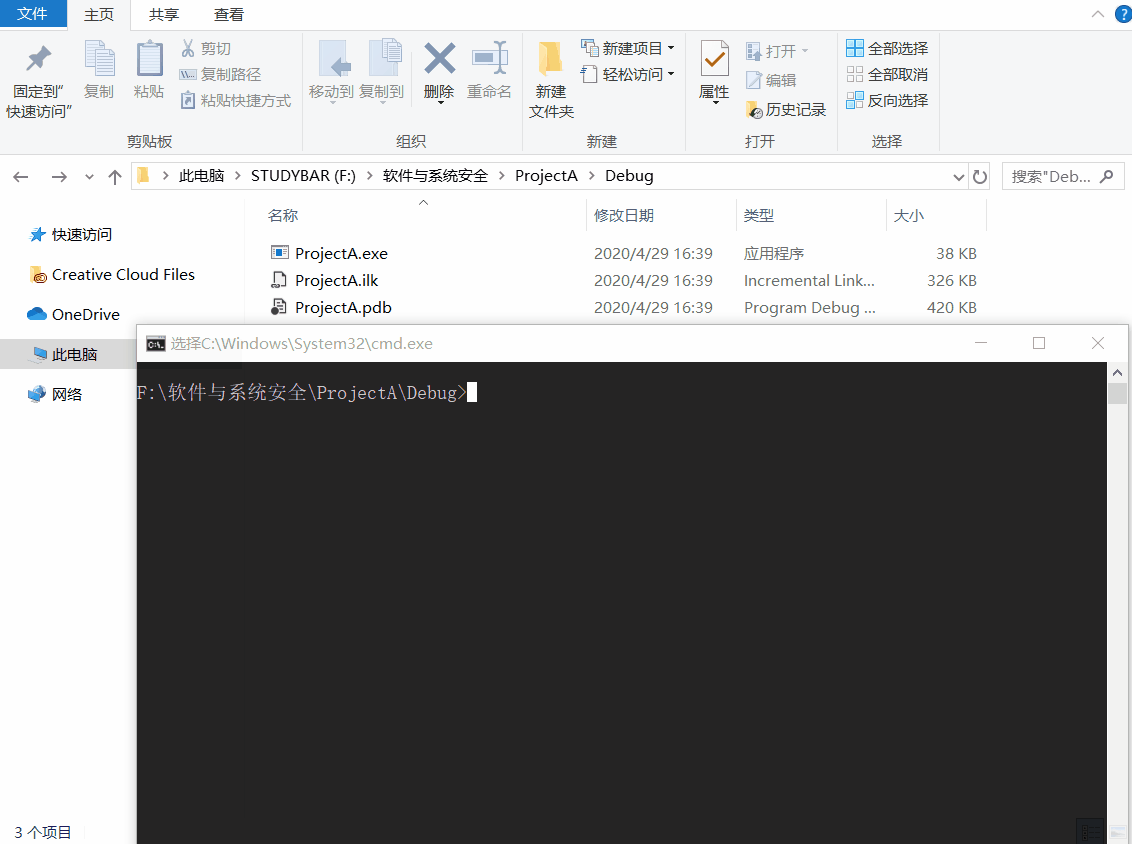 文件 主页 共享 查看
固定到"快速访问"
复制
粘贴
剪切
复制路径
粘贴快捷方式
剪贴板
移动到 复制到 删除 重命名
组织
新建
文件夹
新建项目
轻松访问
新建
属性
打开
编辑
历史记录
打开
全部选择
全部取消
反向选择
选择
此电脑 > STUDYBAR (F:) > 软件与系统安全 > ProjectA > Debug
搜索"Deb...
名称 修改日期 类型 大小
ProjectA.exe 2020/4/29 16:39 应用程序 38 KB
ProjectA.ilk 2020/4/29 16:39 Incremental Link... 326 KB
ProjectA.pdb 2020/4/29 16:39 Program Debug ... 420 KB
快速访问
Creative Cloud Files
OneDrive
此电脑
网络
选择C:\Windows\System32\cmd.exe
F:\软件与系统安全\ProjectA\Debug>
3 个项目